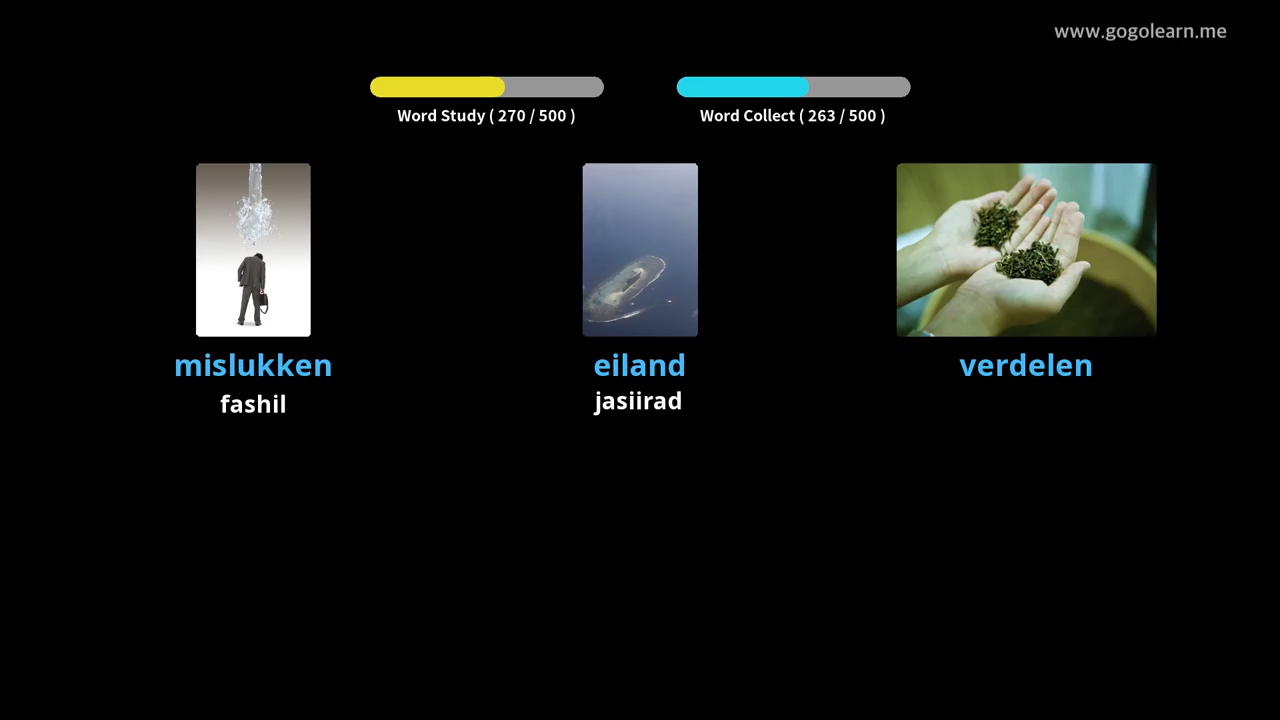 www.gogolearn.me
Word Study ( 270 / 500 )
Word Collect ( 263 / 500 )
mislukken
fashil
eiland
jasiirad
verdelen